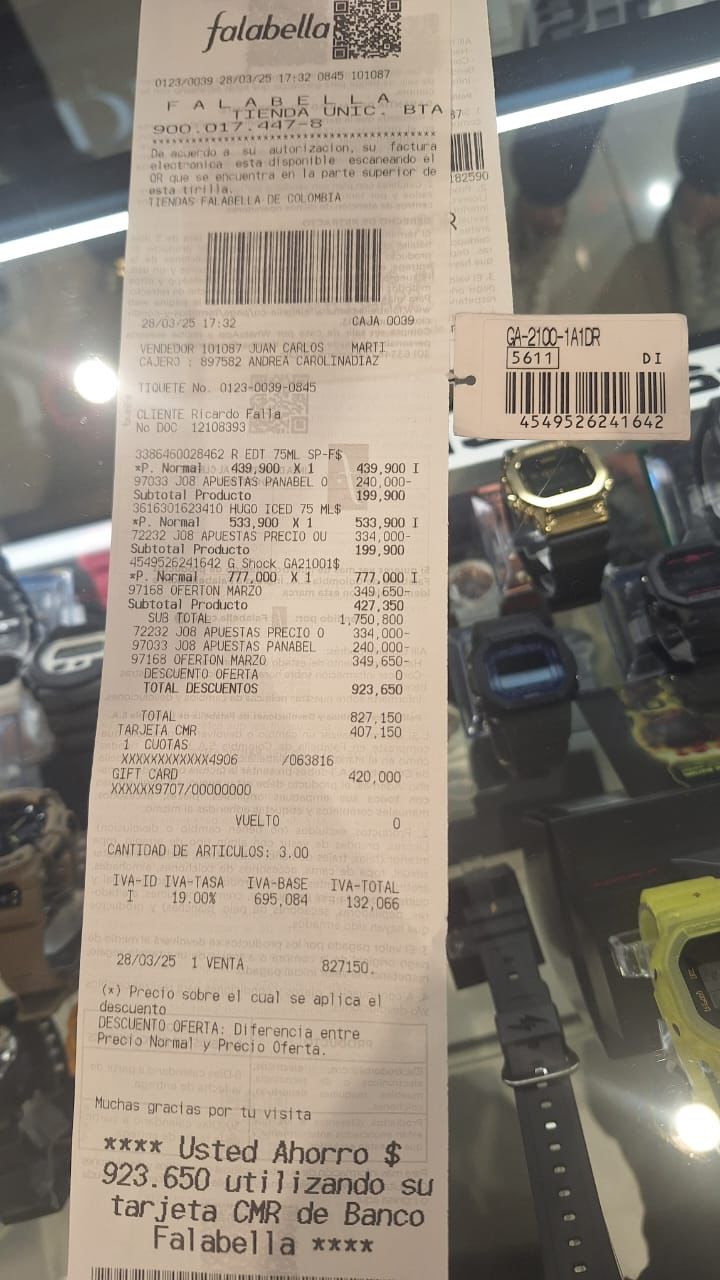 falabella
0123/0039 28/03/25 17:32 0845 101087
F A L A B E L L A
TIENDA UNIC. BTA
900.017.447-8
****************************************
De acuerdo a su autorizacion, su factura
electronica esta disponible escaneando el
QR que se encuentra en la parte superior de
esta tirilla.
TIENDAS FALABELLA DE COLOMBIA
28/03/25 17:32 CAJA 0039
VENDEDOR 101087 JUAN CARLOS MARTI
CAJERO : 897582 ANDREA CAROLINADIAZ
TIQUETE No. 0123-0039-0845
CLIENTE Ricardo Falla
No DOC 12108393
3386460028462 R EDT 75ML SP-F$
*P. Normal 439,900 X 1 439,900 I
97033 J08 APUESTAS PANABEL O 240,000-
Subtotal Producto 199,900
3616301623410 HUGO ICED 75 ML$
*P. Normal 533,900 X 1 533,900 I
72232 J08 APUESTAS PRECIO OU 334,000-
Subtotal Producto 199,900
4549526241642 G Shock GA21001$
*P. Normal 777,000 X 1 777,000 I
97168 OFERTON MARZO 349,650-
Subtotal Producto 427,350
SUB TOTAL 1,750,800
72232 J08 APUESTAS PRECIO O 334,000-
97033 J08 APUESTAS PANABEL 240,000-
97168 OFERTON MARZO 349,650-
DESCUENTO OFERTA 0
TOTAL DESCUENTOS 923,650
TOTAL 827,150
TARJETA CMR 407,150
1 CUOTAS
XXXXXXXXXXXX4906 /063816
GIFT CARD 420,000
XXXXXX9707/00000000
VUELTO 0
CANTIDAD DE ARTICULOS: 3.00
IVA-ID IVA-TASA IVA-BASE IVA-TOTAL
I 19.00% 695,084 132,066
28/03/25 1 VENTA 827150.
(*) Precio sobre el cual se aplica el
descuento
DESCUENTO OFERTA: Diferencia entre
Precio Normal y Precio Oferta.
Muchas gracias por tu visita
**** Usted Ahorro $
923.650 utilizando su
tarjeta CMR de Banco
Falabella ****
182590
GA-2100-1A1DR
5611 DI
4549526241642